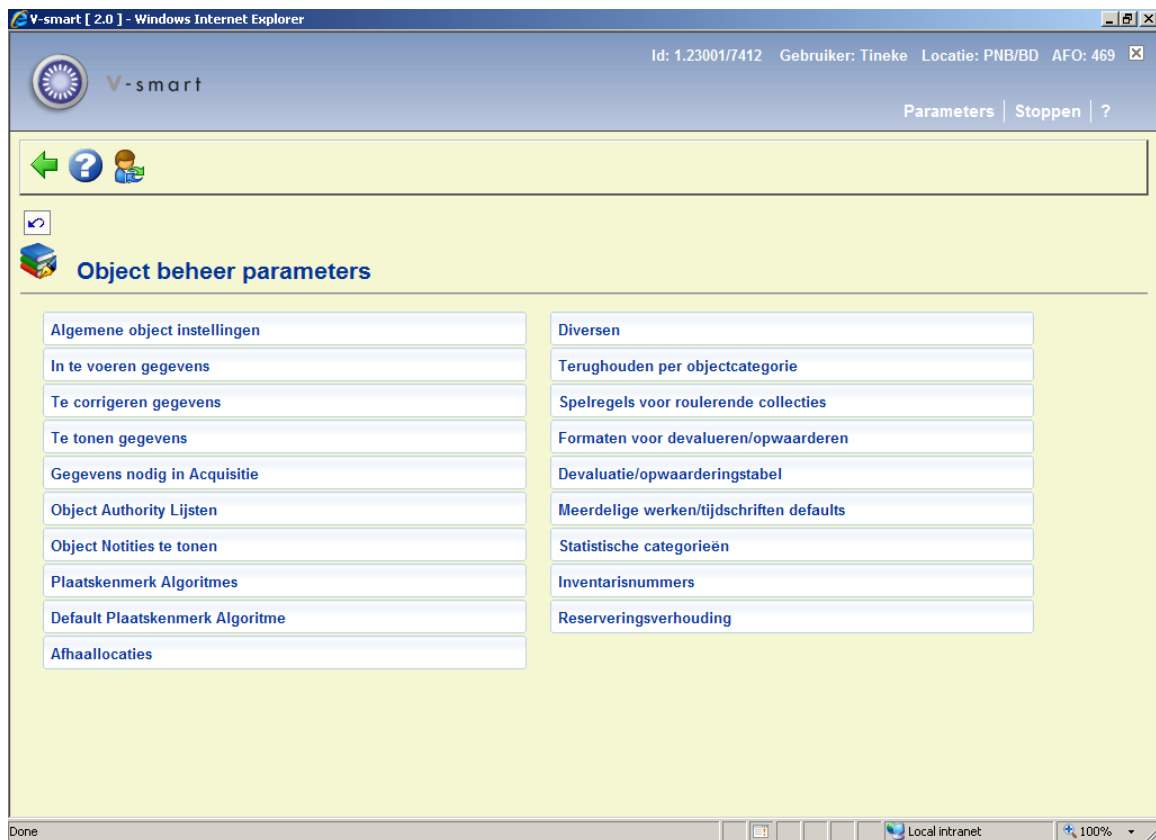 V-smart [ 2.0 ] - Windows Internet Explorer
Id: 1.23001/7412 Gebruiker: Tineke Locatie: PNB/BD AFO: 469
V-smart
Parameters | Stoppen | ?
Object beheer parameters
Algemene object instellingen
In te voeren gegevens
Te corrigeren gegevens
Te tonen gegevens
Gegevens nodig in Acquisitie
Object Authority Lijsten
Object Notities te tonen
Plaatskenmerk Algoritmes
Default Plaatskenmerk Algoritme
Afhaallocaties
Diversen
Terughouden per objectcategorie
Spelregels voor roulerende collecties
Formaten voor devalueren/opwaarderen
Devaluatie/opwaarderingstabel
Meerdelige werken/tijdschriften defaults
Statistische categorieën
Inventarisnummers
Reserveringsverhouding
Done
Local intranet
100%